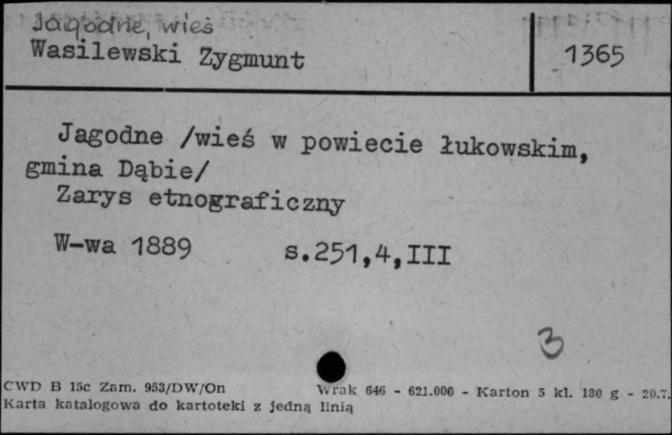 Jagodne, wieś
Wasilewski Zygmunt
1365
Jagodne /wieś w powiecie łukowskim,
gmina Dąbie/
Zarys etnograficzny
W-wa 1889 s.251,4,III
3
CWD B 15c Zam. 953/DW/On Wrak 646 - 621.000 - Karton 5 kl. 180 g - 20.7.
Karta katalogowa do kartoteki z jedną linią